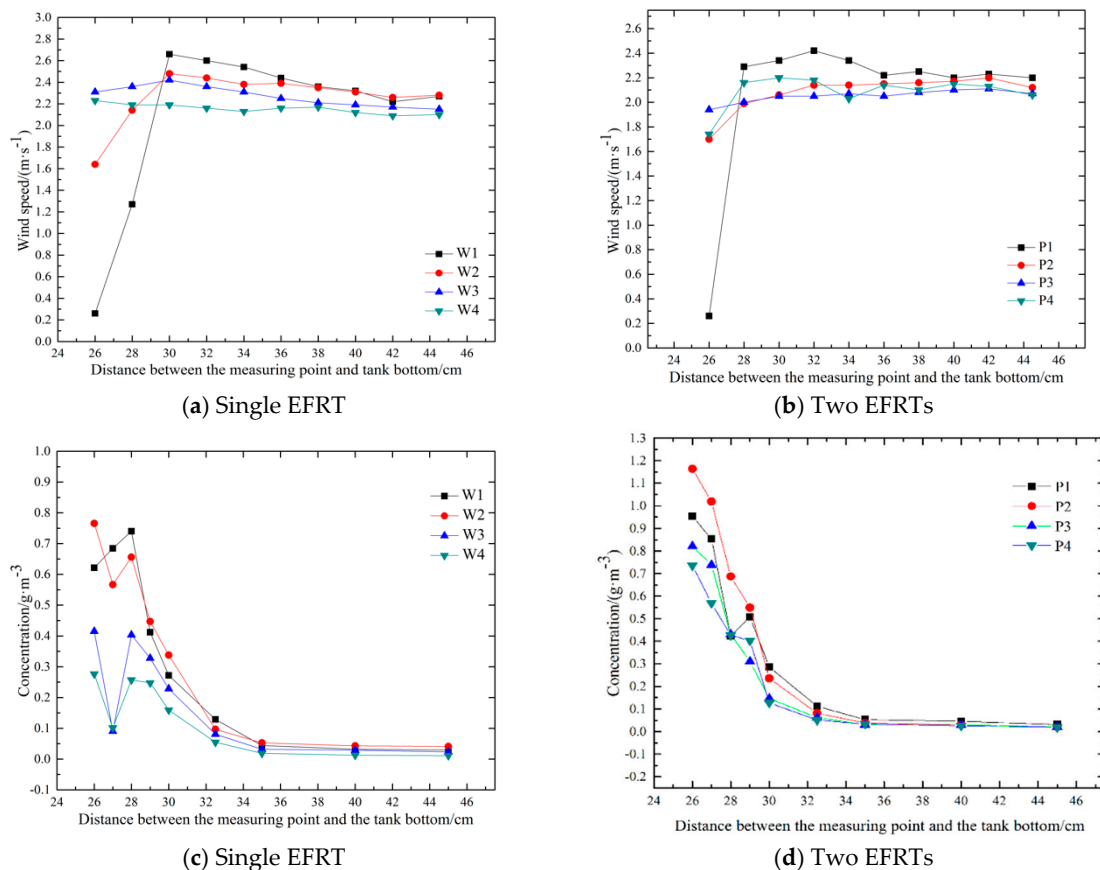 3.0
2.8
2.6
2.4
2.2
2.0
1.8
1.6
1.4
1.2
1.0
0.8
0.6
0.4
0.2
0.0
Wind speed/(m·s⁻¹)
W1
W2
W3
W4
24 26 28 30 32 34 36 38 40 42 44 46
Distance between the measuring point and tank bottom/cm
(a) Single EFRT
2.6
2.4
2.2
2.0
1.8
1.6
1.4
1.2
1.0
0.8
0.6
0.4
0.2
0.0
Wind speed/(m·s⁻¹)
P1
P2
P3
P4
24 26 28 30 32 34 36 38 40 42 44 46
Distance between the measuring point and the tank bottom/cm
(b) Two EFRTs
1.0
0.9
0.8
0.7
0.6
0.5
0.4
0.3
0.2
0.1
0.0
-0.1
Concentration/g·m⁻³
W1
W2
W3
W4
24 26 28 30 32 34 36 38 40 42 44 46
Distance between the measuring point and the tank bottom/cm
(c) Single EFRT
1.3
1.2
1.1
1.0
0.9
0.8
0.7
0.6
0.5
0.4
0.3
0.2
0.1
0.0
-0.1
-0.2
Concentration/(g·m⁻³)
P1
P2
P3
P4
24 26 28 30 32 34 36 38 40 42 44 46
Distance between the measuring point and the tank bottom/cm
(d) Two EFRTs